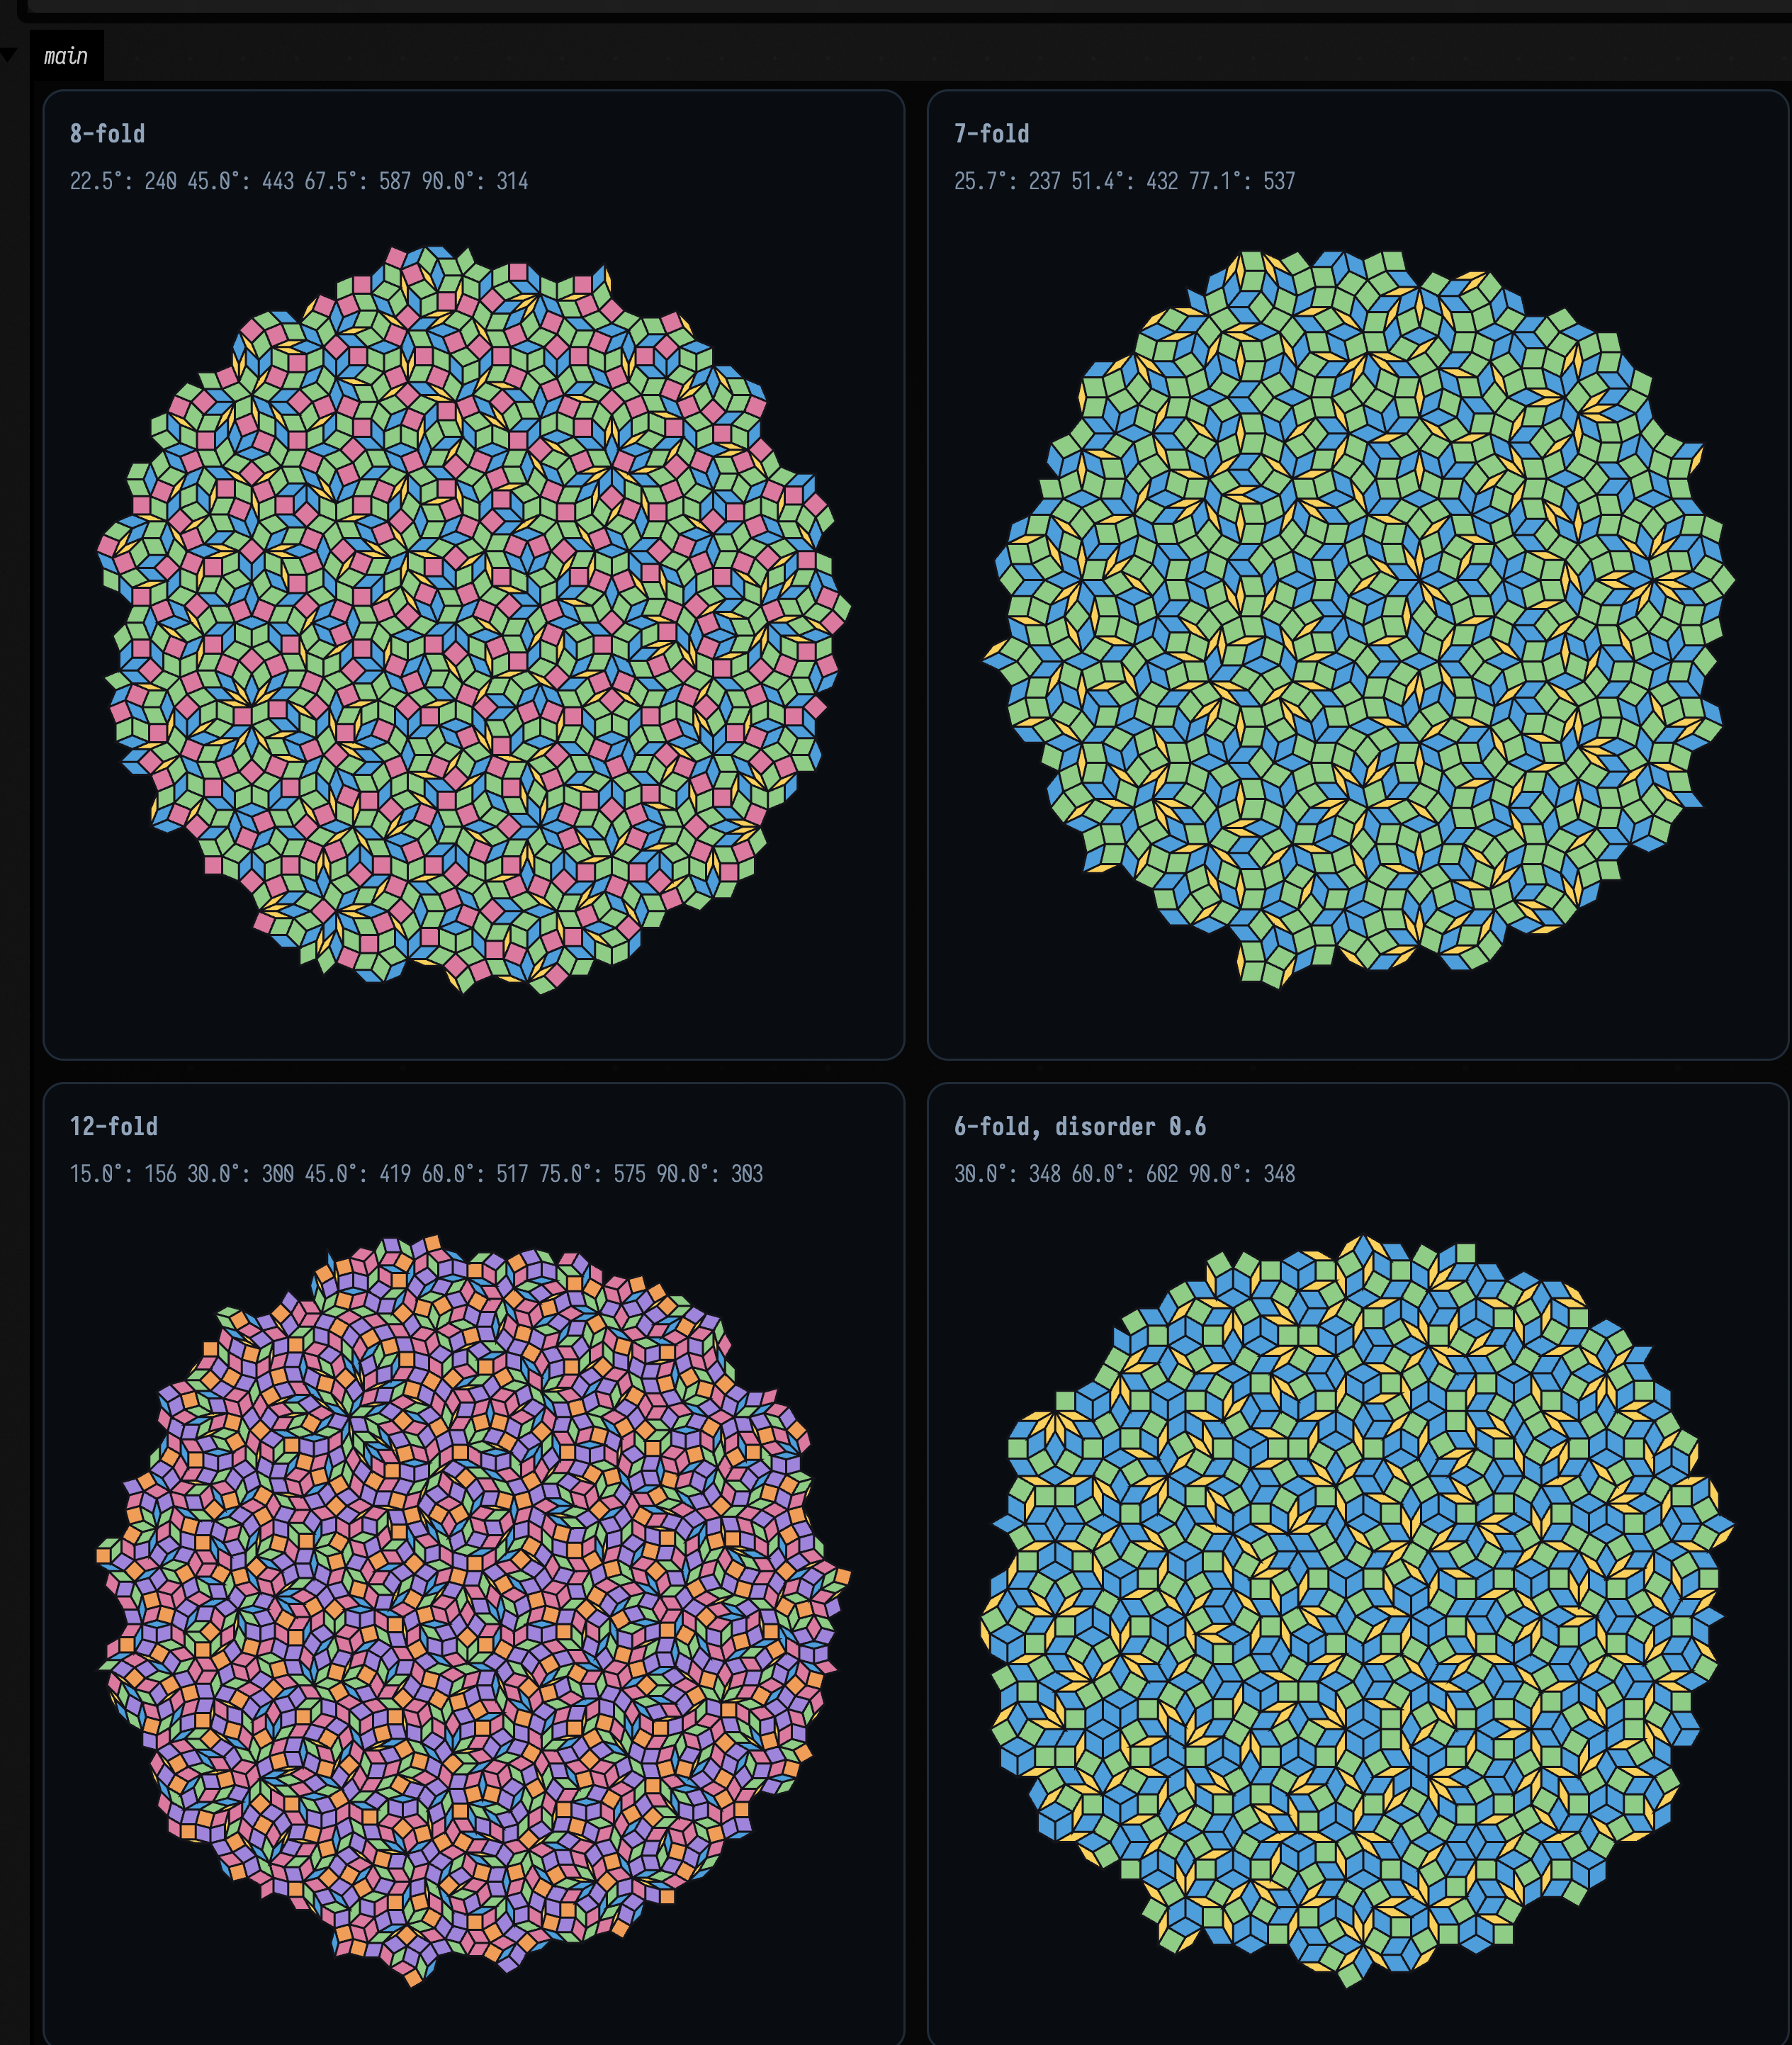 main
8-fold
22.5°: 240 45.0°: 443 67.5°: 587 90.0°: 314
7-fold
25.7°: 237 51.4°: 432 77.1°: 537
12-fold
15.0°: 156 30.0°: 300 45.0°: 419 60.0°: 517 75.0°: 575 90.0°: 303
6-fold, disorder 0.6
30.0°: 348 60.0°: 602 90.0°: 348